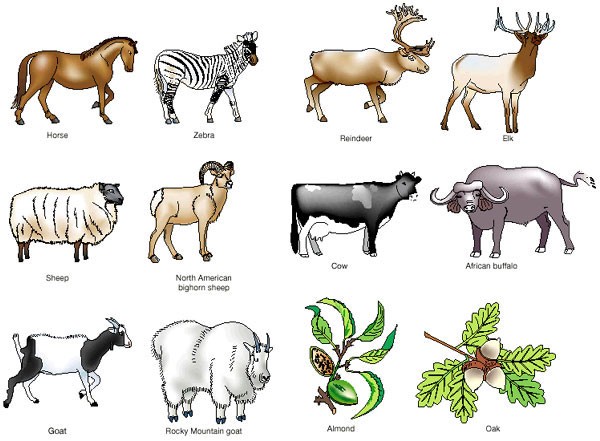 Horse
Zebra
Reindeer
Elk
Sheep
North American
bighorn sheep
Cow
African buffalo
Goat
Rocky Mountain goat
Almond
Oak